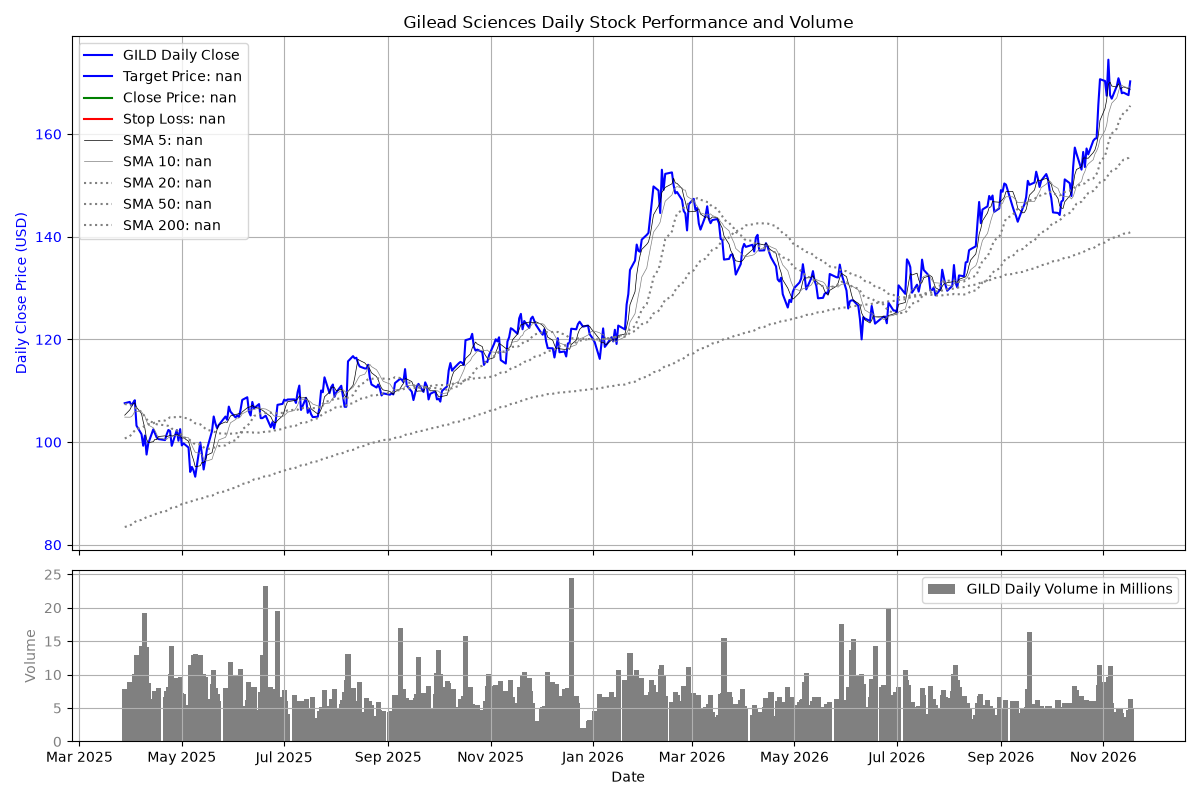 Gilead Sciences Daily Stock Performance and Volume
GILD Daily Close
Target Price: nan
Close Price: nan
Stop Loss: nan
SMA 5: nan
SMA 10: nan
SMA 20: nan
SMA 50: nan
SMA 200: nan
Daily Close Price (USD)
160
140
120
100
80
GILD Daily Volume in Millions
Volume
25
20
15
10
5
0
Mar 2025 May 2025 Jul 2025 Sep 2025 Nov 2025 Jan 2026 Mar 2026 May 2026 Jul 2026 Sep 2026 Nov 2026
Date